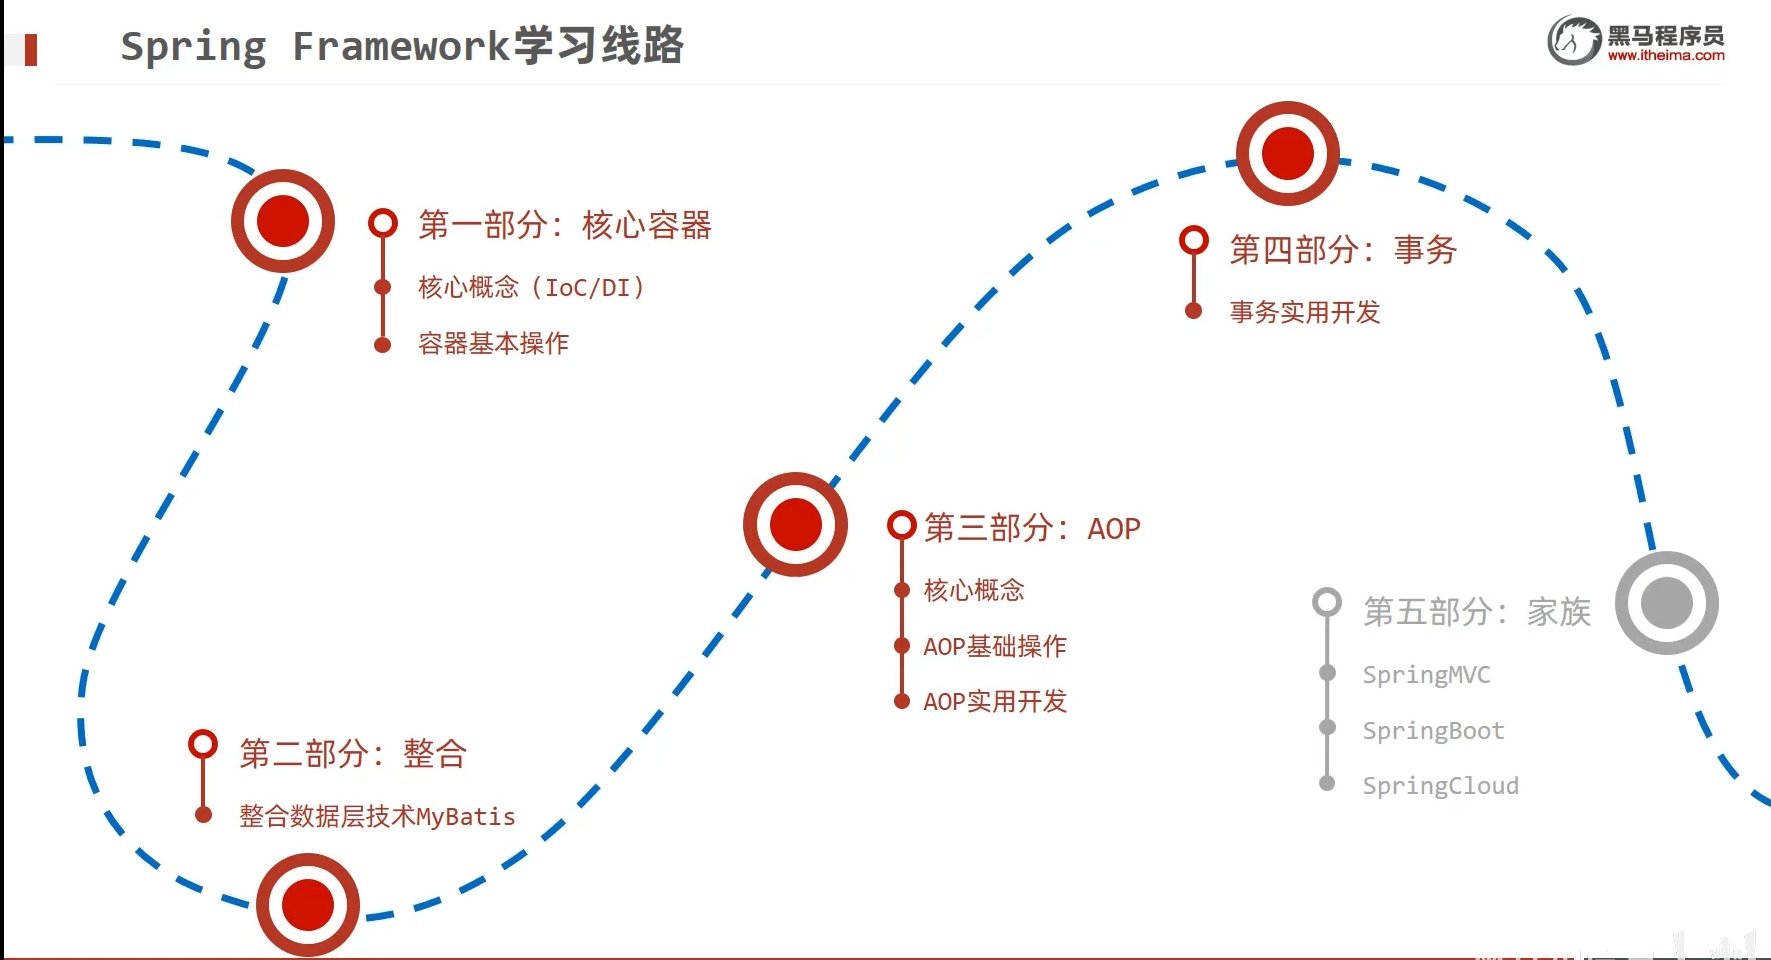 Spring Framework学习线路
黑马程序员
www.itheima.com
第一部分：核心容器
核心概念（IoC/DI）
容器基本操作
第二部分：整合
整合数据层技术MyBatis
第三部分：AOP
核心概念
AOP基础操作
AOP实用开发
第四部分：事务
事务实用开发
第五部分：家族
SpringMVC
SpringBoot
SpringCloud